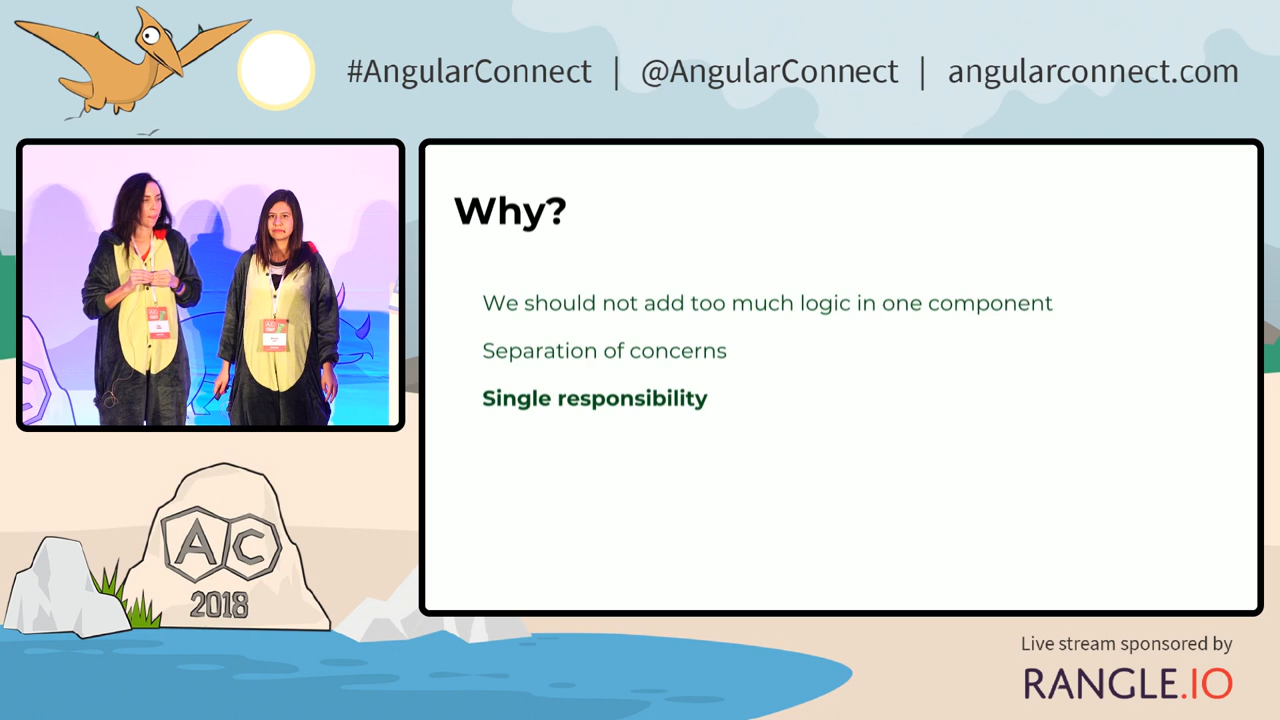 #AngularConnect | @AngularConnect | angularconnect.com
Why?
We should not add too much logic in one component
Separation of concerns
Single responsibility
AC
2018
Live stream sponsored by
RANGLE.IO